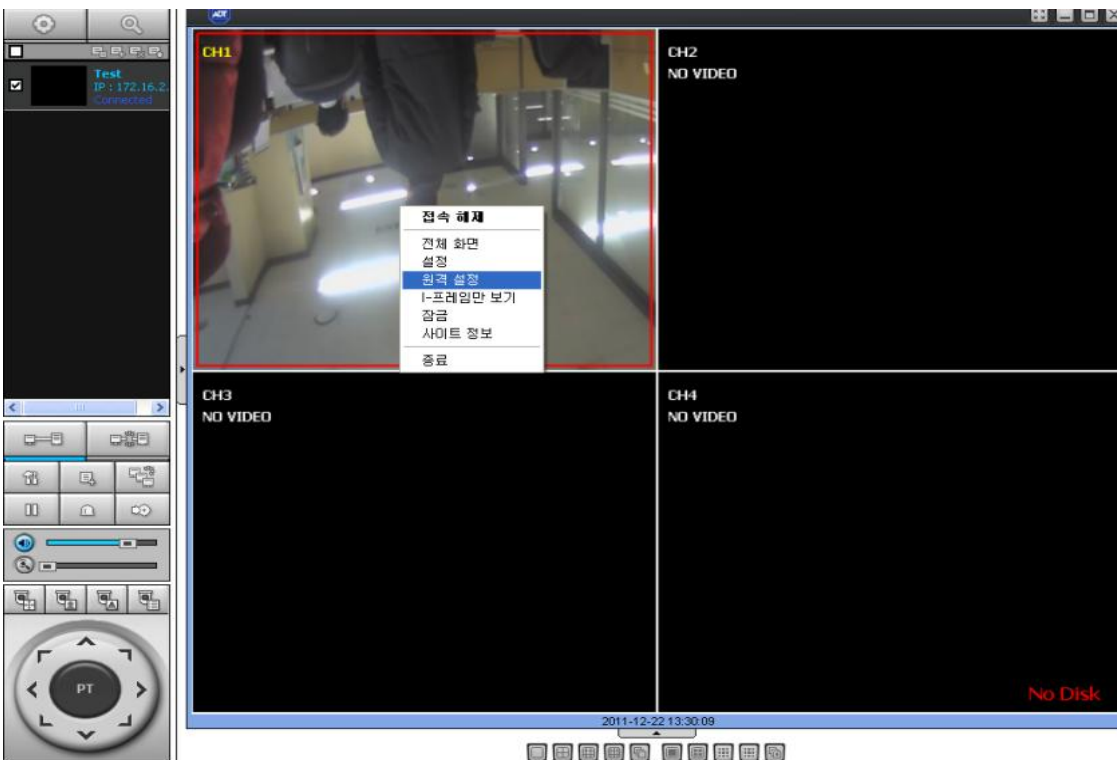 ADT
Test
IP : 172.16.2.
Connected
CH1
CH2
NO VIDEO
접속 해제
전체 화면
설정
원격 설정
I-프레임만 보기
잠금
사이트 정보
종료
CH3
NO VIDEO
CH4
NO VIDEO
PT
No Disk
2011-12-22 13:30:09